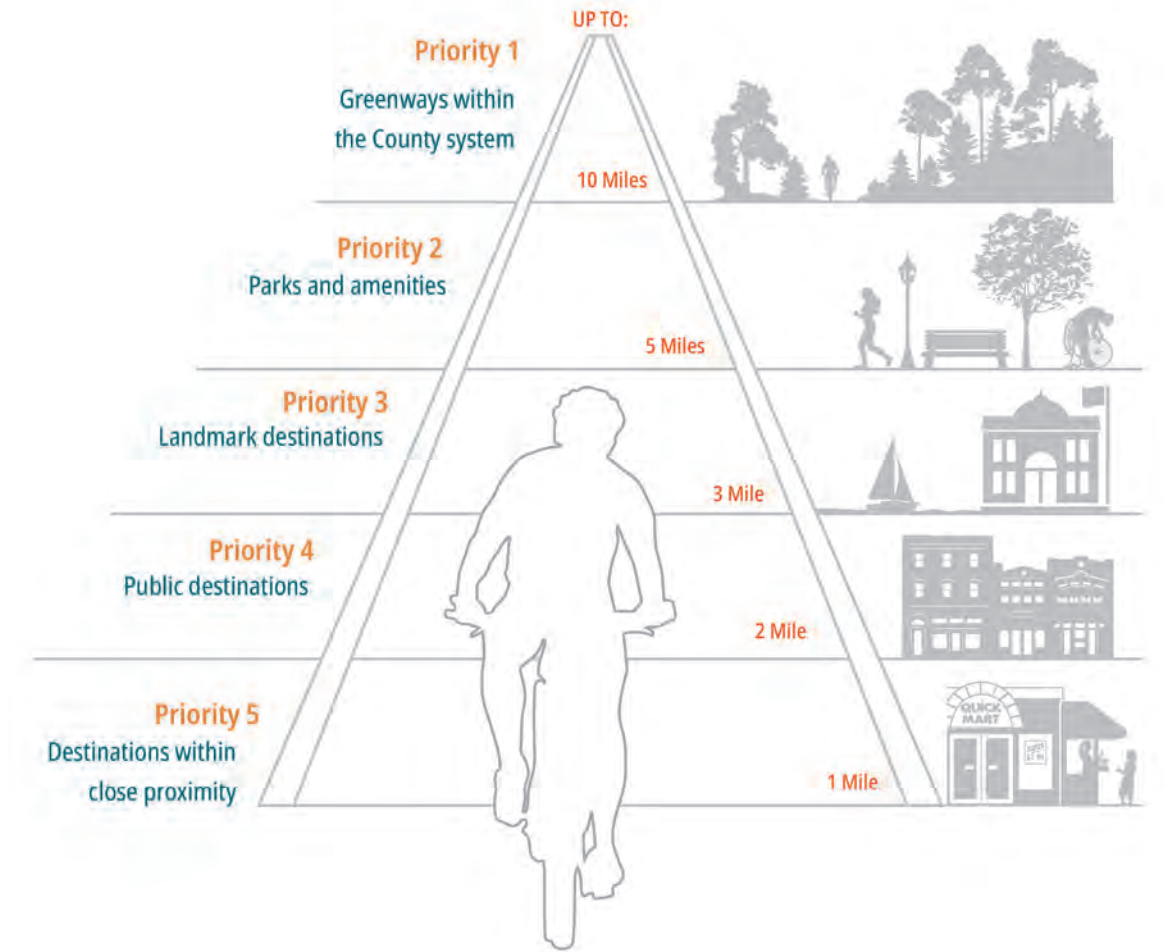 UP TO:
Priority 1
Greenways within
the County system
10 Miles
Priority 2
Parks and amenities
5 Miles
Priority 3
Landmark destinations
3 Mile
Priority 4
Public destinations
2 Mile
Priority 5
Destinations within
close proximity
1 Mile
QUICK
MART